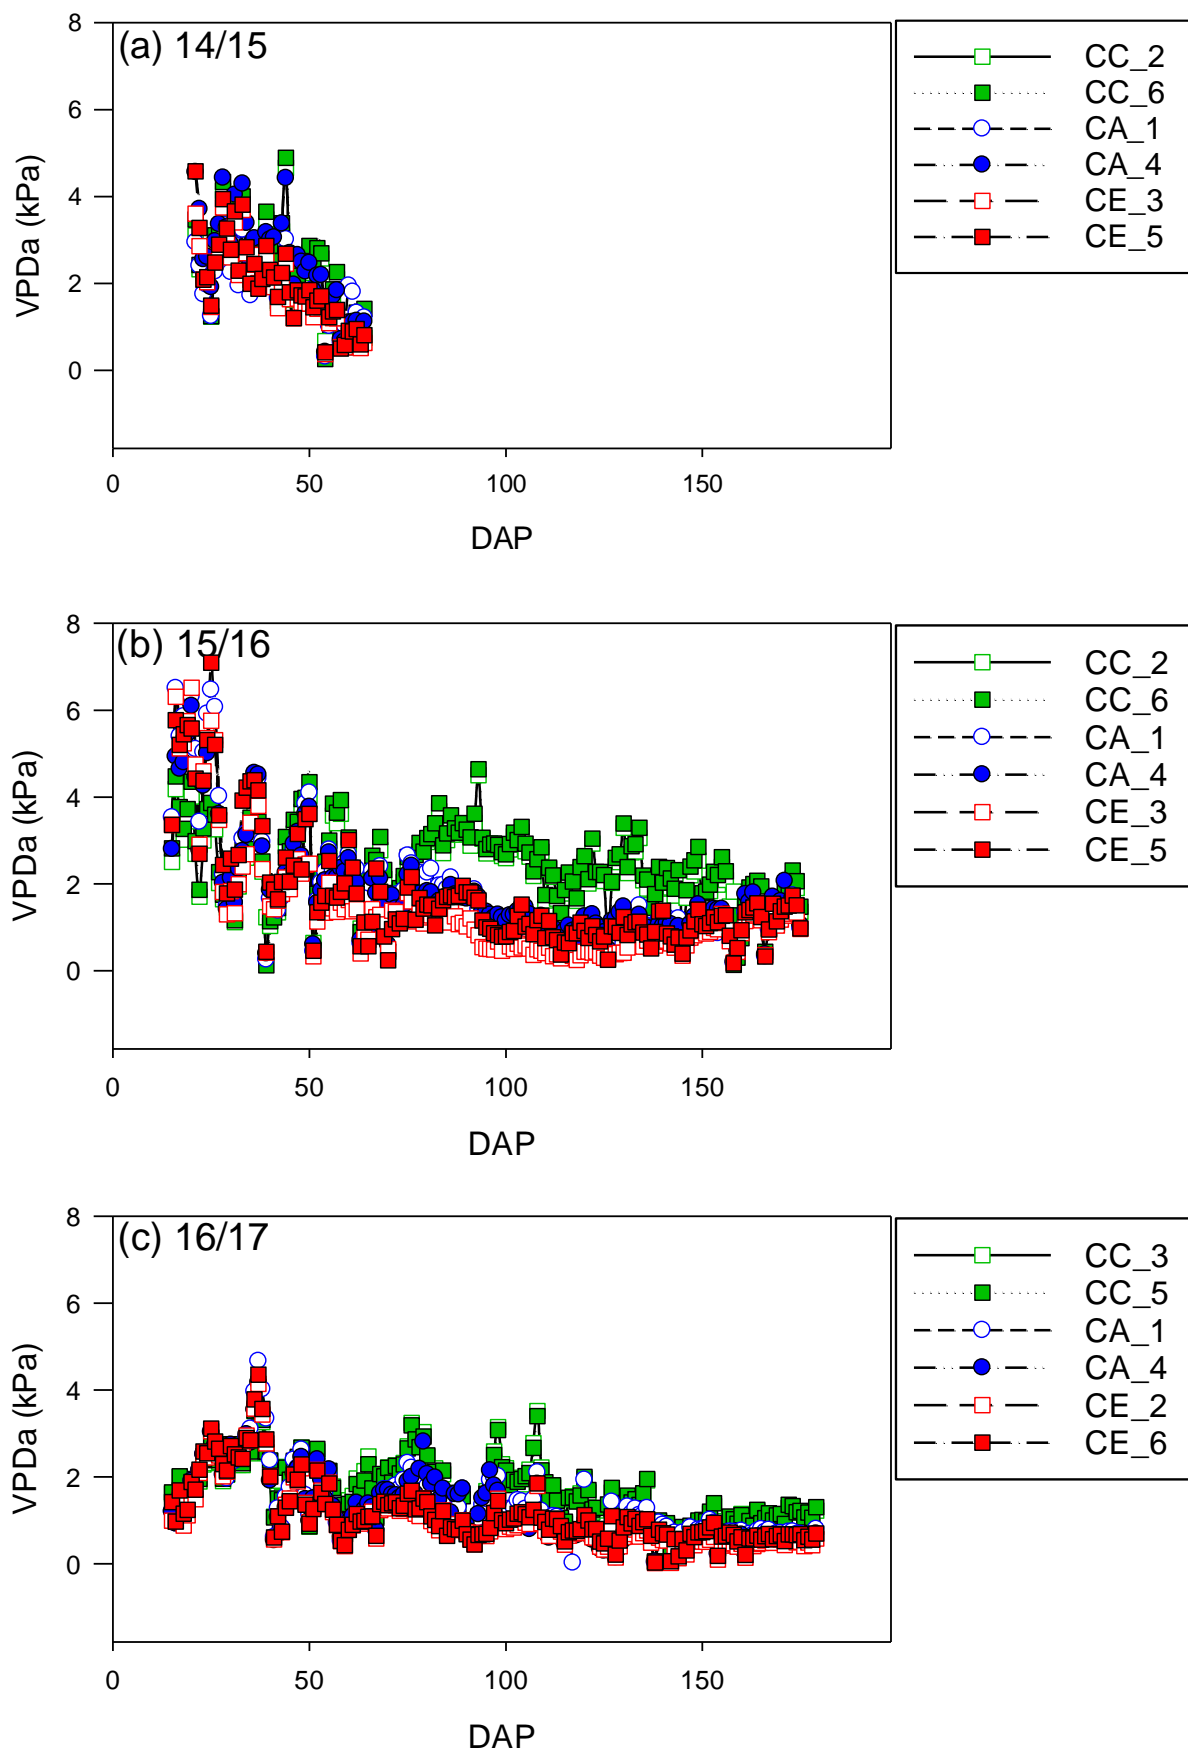 (a) 14/15
8
6
4
2
0
VPDa (kPa)
0 50 100 150
DAP
CC_2
CC_6
CA_1
CA_4
CE_3
CE_5
(b) 15/16
8
6
4
2
0
VPDa (kPa)
0 50 100 150
DAP
CC_2
CC_6
CA_1
CA_4
CE_3
CE_5
(c) 16/17
8
6
4
2
0
VPDa (kPa)
0 50 100 150
DAP
CC_3
CC_5
CA_1
CA_4
CE_2
CE_6